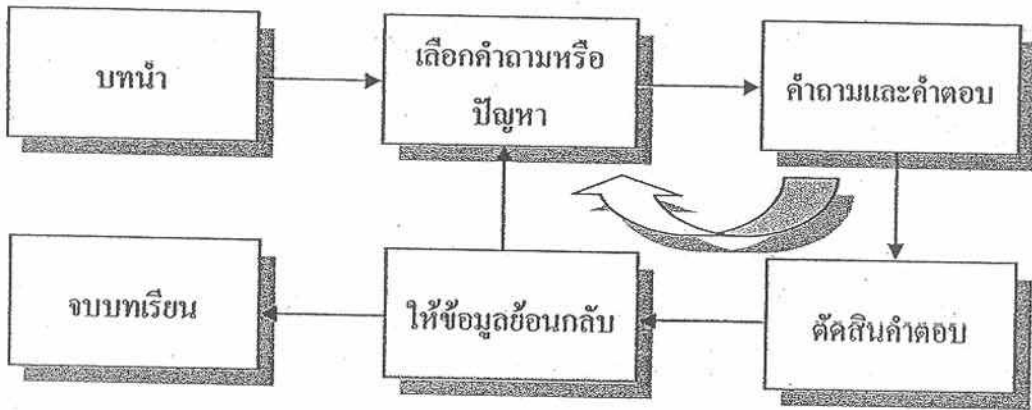 บทนำ
เลือกคำถามหรือ
ปัญหา
คำถามและคำตอบ
จบบทเรียน
ให้ข้อมูลย้อนกลับ
ตัดสินคำตอบ